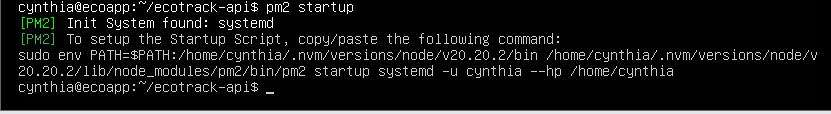 cynthia@ecoapp:~/ecotrack-api$ pm2 startup
[PM2] Init System found: systemd
[PM2] To setup the Startup Script, copy/paste the following command:
sudo env PATH=$PATH:/home/cynthia/.nvm/versions/node/v20.20.2/bin /home/cynthia/.nvm/versions/node/v
20.20.2/lib/node_modules/pm2/bin/pm2 startup systemd -u cynthia --hp /home/cynthia
cynthia@ecoapp:~/ecotrack-api$ _